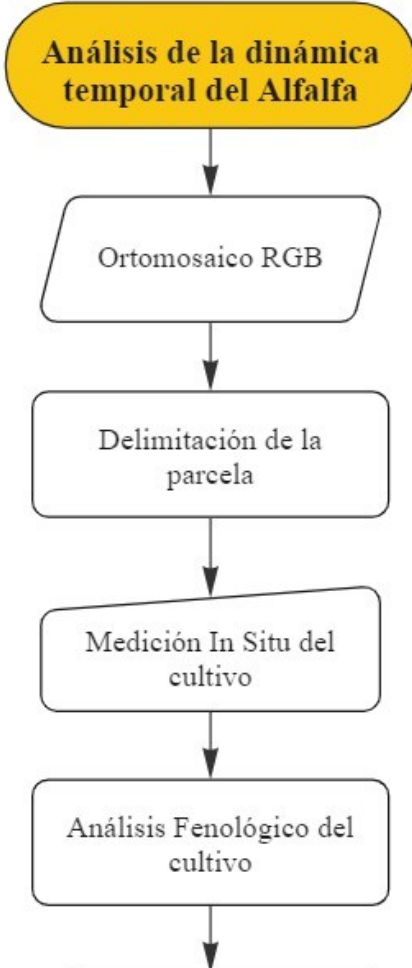 Análisis de la dinámica
temporal del Alfalfa
Ortomosaico RGB
Delimitación de la
parcela
Medición In Situ del
cultivo
Análisis Fenológico del
cultivo